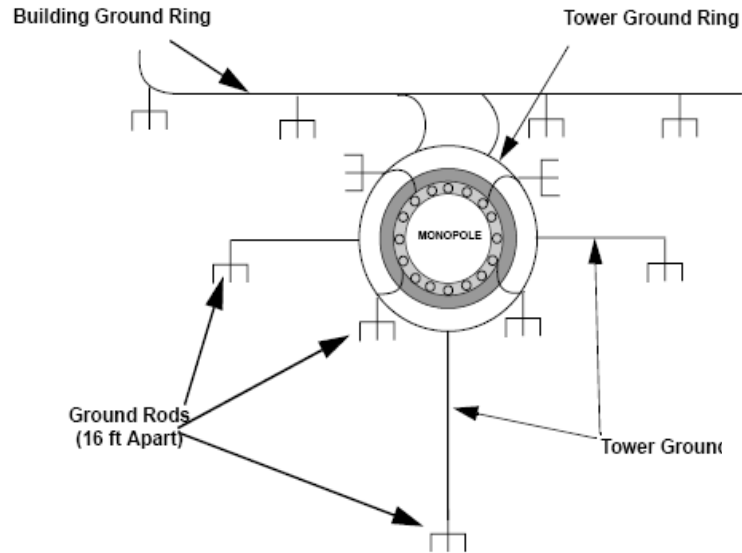 Building Ground Ring
Tower Ground Ring
MONOPOLE
Ground Rods
(16 ft Apart)
Tower Ground